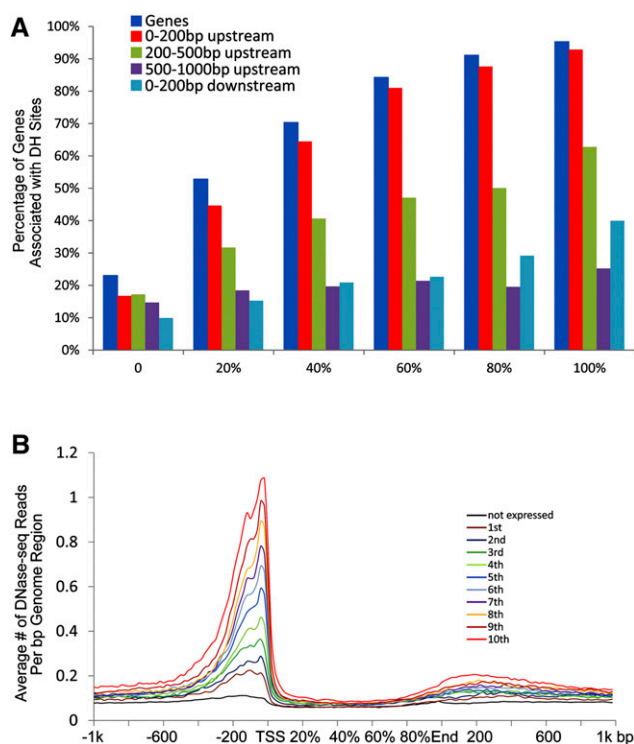 A
Percentage of Genes
Associated with DH Sites
100%
90%
80%
70%
60%
50%
40%
30%
20%
10%
0%
Genes
0-200bp upstream
200-500bp upstream
500-1000bp upstream
0-200bp downstream
0 20% 40% 60% 80% 100%
B
Average # of DNase-seq Reads
Per bp Genome Region
1.2
1
0.8
0.6
0.4
0.2
0
not expressed
1st
2nd
3rd
4th
5th
6th
7th
8th
9th
10th
-1k -600 -200 TSS 20% 40% 60% 80%End 200 600 1k bp